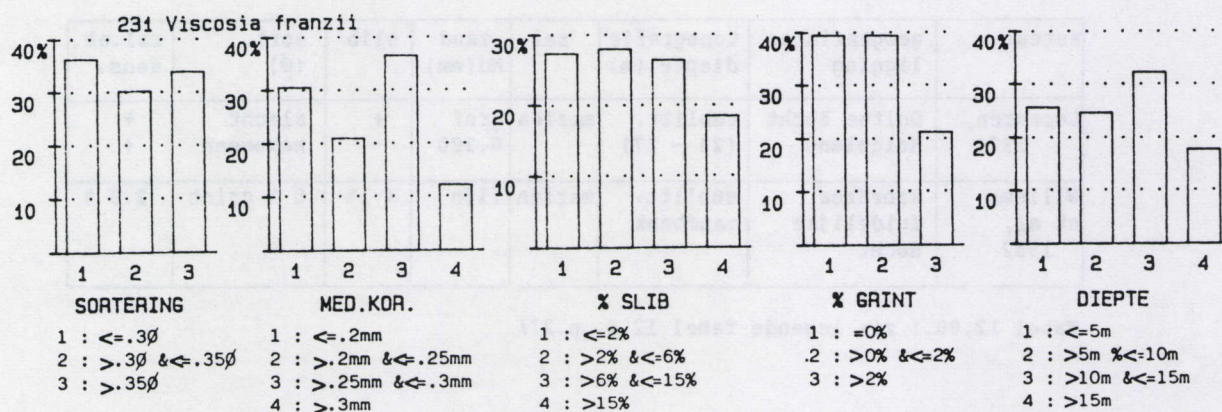 231 Viscosia franzii
40%
30
20
10
1 2 3
SORTERING
1 : <=.30
2 : >.30 &<=.350
3 : >.350
40%
30
20
10
1 2 3 4
MED.KOR.
1 : <=.2mm
2 : >.2mm &<=.25mm
3 : >.25mm &<=.3mm
4 : >.3mm
30%
20
10
1 2 3 4
% SLIB
1 : <=2%
2 : >2% &<=6%
3 : >6% &<=15%
4 : >15%
40%
30
20
10
1 2 3
% GRINT
1 : =0%
.2 : >0% &<=2%
3 : >2%
40%
30
20
10
1 2 3 4
DIEPTE
1 : <=5m
2 : >5m %<=10m
3 : >10m &<=15m
4 : >15m